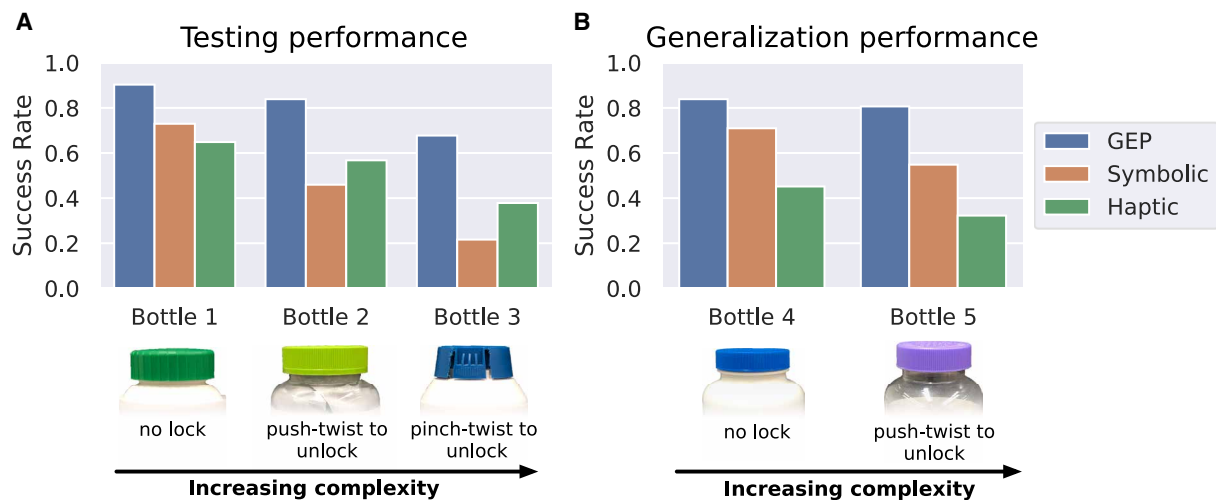 A
Testing performance
Success Rate
1.0
0.8
0.6
0.4
0.2
0.0
Bottle 1
Bottle 2
Bottle 3
no lock
push-twist to
unlock
pinch-twist to
unlock
Increasing complexity
B
Generalization performance
Success Rate
1.0
0.8
0.6
0.4
0.2
0.0
Bottle 4
Bottle 5
no lock
push-twist to
unlock
Increasing complexity
GEP
Symbolic
Haptic